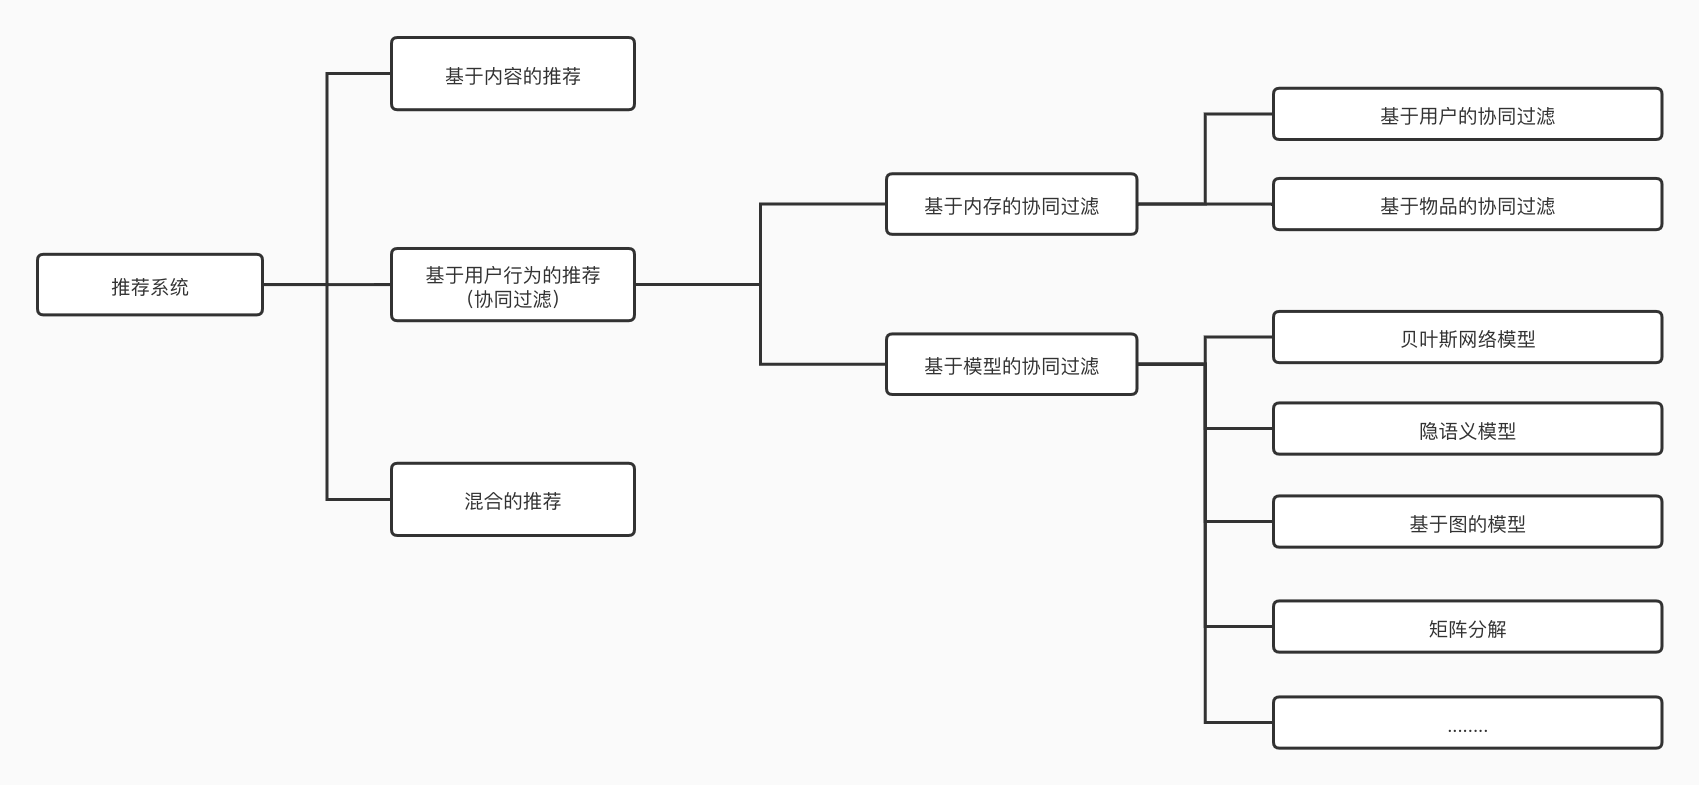 推荐系统
基于内容的推荐
基于用户行为的推荐
（协同过滤）
混合的推荐
基于内存的协同过滤
基于模型的协同过滤
基于用户的协同过滤
基于物品的协同过滤
贝叶斯网络模型
隐语义模型
基于图的模型
矩阵分解
........